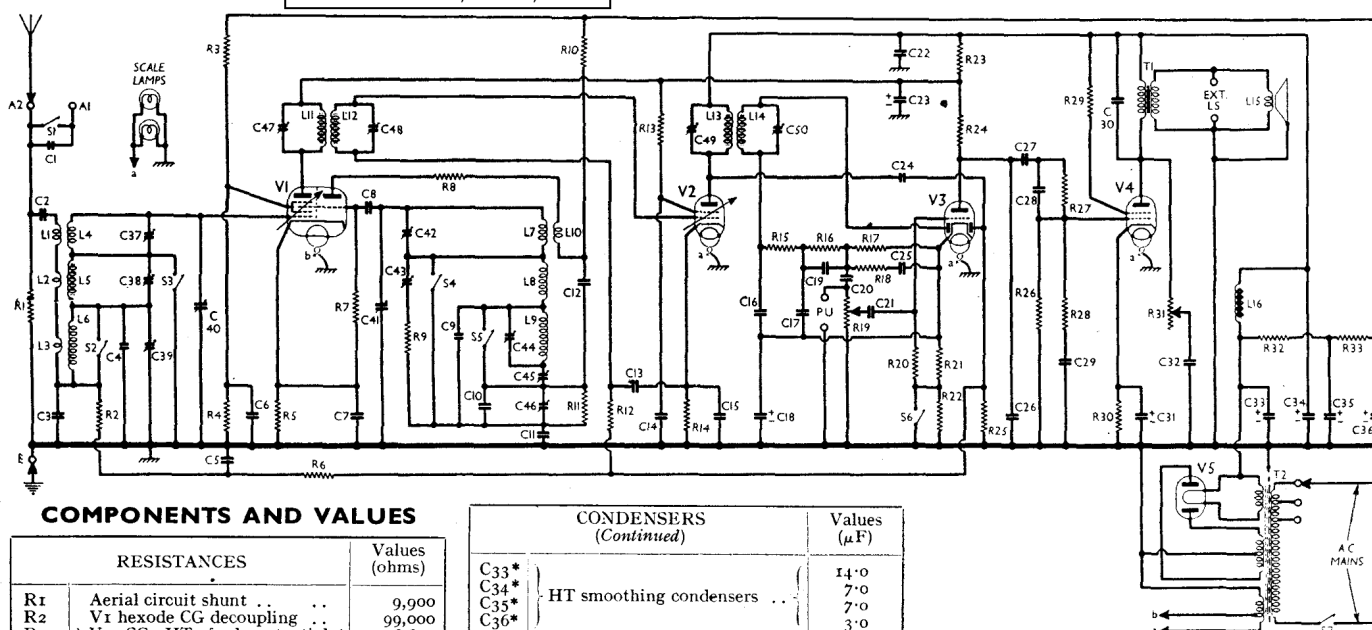 R3
R10
SCALE
LAMPS
C22
R23
T1
A2
A1
S1
C1
a
C47
L11
L12
C48
R13
C23
L13
L14
C49
C50
R24
R29
C
30
EXT.
LS
L15
V1
R8
C8
V2
C24
V3
C27
C28
R27
V4
C2
L1
L4
C37
C42
L7
L10
L2
L5
C38
S3
C43
S4
L8
C12
a
R15
R16
R17
C19
R18
C25
a
a
R1
L6
C
40
b
R7
C41
C9
S5
L9
C44
C16
C17
PU
C20
R19
C21
R26
R28
R31
L16
L3
S2
C4
C39
R9
C45
R20
R21
R32
R33
C3
R2
R4
C6
R5
C7
C10
C46
C11
R11
R12
C13
C14
R14
C15
C18
S6
R22
R25
C26
C29
R30
C31
C32
C33
C34
C35
C36
E
C5
R6
V5
T2
AC
MAINS
b
COMPONENTS AND VALUES
RESISTANCES
Values
(ohms)
R1 Aerial circuit shunt .. .. 9,900
R2 V1 hexode CG decoupling .. 99,000
CONDENSERS
(Continued)
Values
(μF)
C33* 14·0
C34* 7·0
HT smoothing condensers ..
C35* 7·0
C36* 3·0